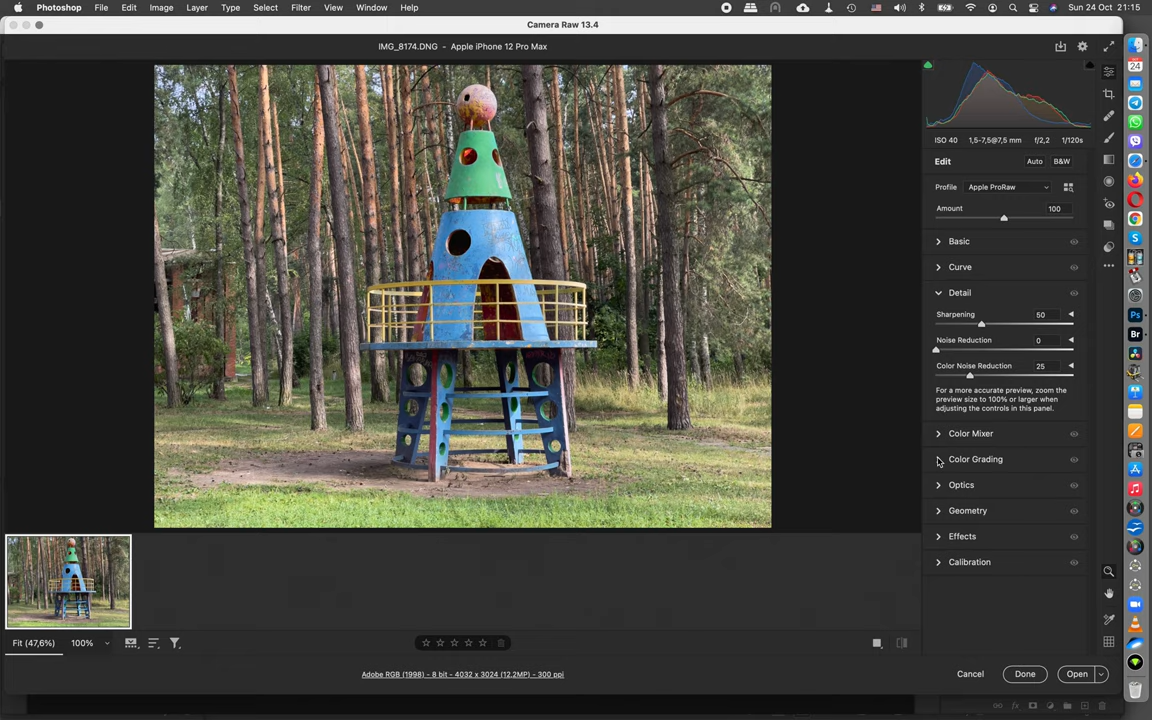 Photoshop File Edit Image Layer Type Select Filter View Window Help Sun 24 Oct 21:15
Camera Raw 13.4
IMG_8174.DNG - Apple iPhone 12 Pro Max
ISO 40 1,5-7,5@7,5 mm f/2,2 1/120s
Edit Auto B&W
Profile Apple ProRaw
Amount 100
Basic
Curve
Detail
Sharpening 50
Noise Reduction 0
Color Noise Reduction 25
For a more accurate preview, zoom the
preview size to 100% or larger when
adjusting the controls in this panel.
Color Mixer
Color Grading
Optics
Geometry
Effects
Calibration
Fit (47,6%) 100%
Adobe RGB (1998) - 8 bit - 4032 x 3024 (12,2MP) - 300 ppi
Cancel Done Open
24
Ps
Br
fx